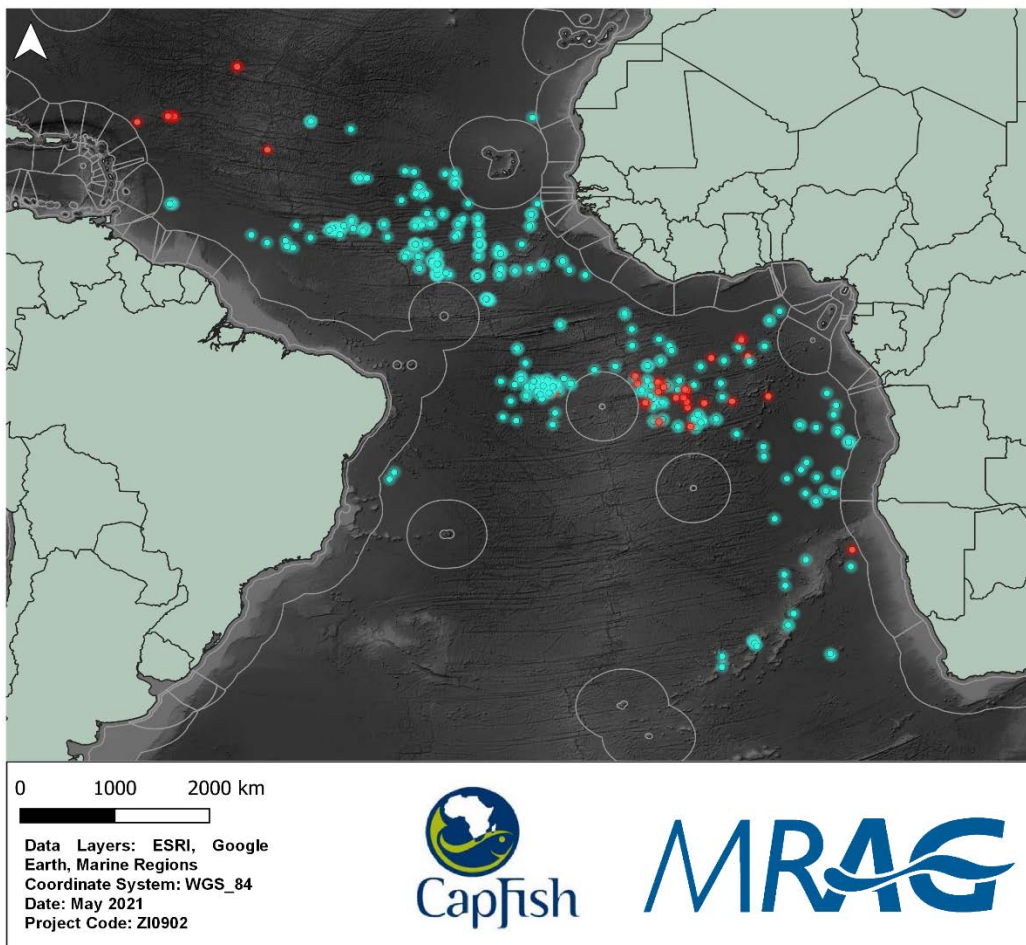 0 1000 2000 km
Data Layers: ESRI, Google
Earth, Marine Regions
Coordinate System: WGS_84
Date: May 2021
Project Code: ZI0902
CapFish
MRAG